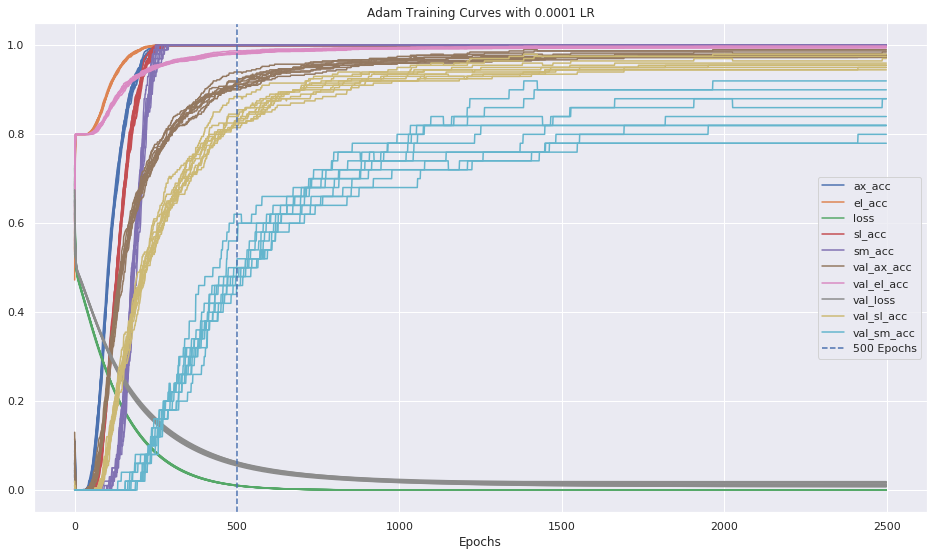 Adam Training Curves with 0.0001 LR
1.0
0.8
0.6
0.4
0.2
0.0
ax_acc
el_acc
loss
sl_acc
sm_acc
val_ax_acc
val_el_acc
val_loss
val_sl_acc
val_sm_acc
500 Epochs
0
500
1000
1500
2000
2500
Epochs